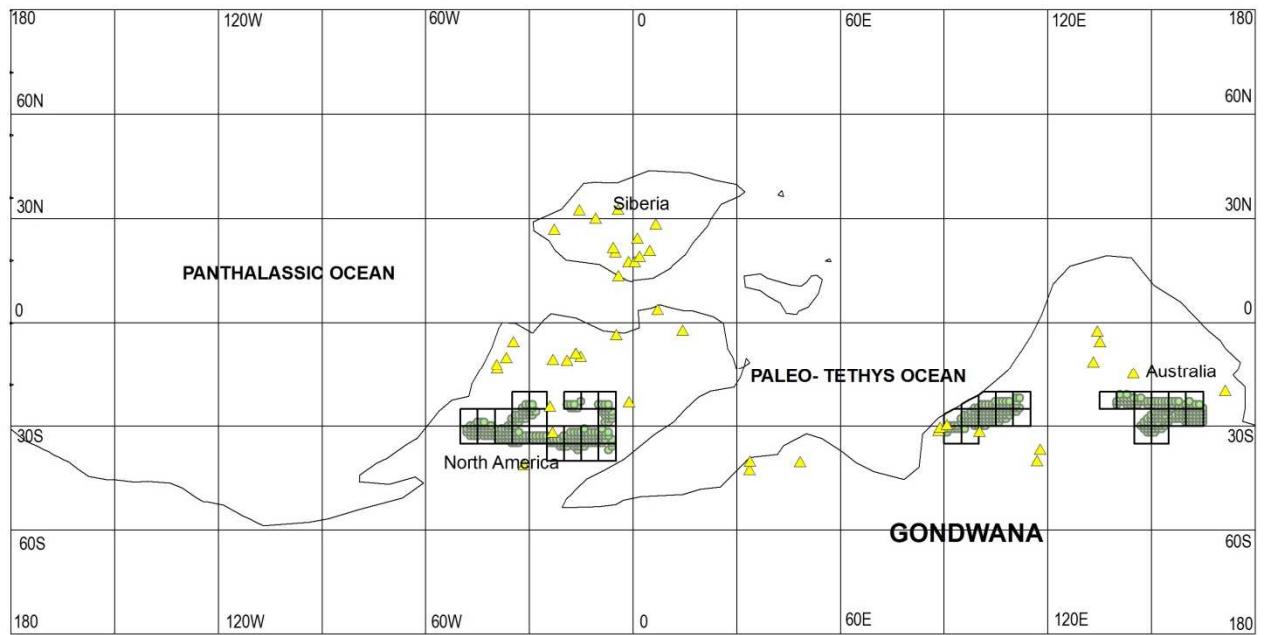 180 120W 60W 0 60E 120E 180
60N 60N
Siberia
30N 30N
PANTHALASSIC OCEAN
0 0
PALEO- TETHYS OCEAN Australia
30S 30S
North America
GONDWANA
60S 60S
180 120W 60W 0 60E 120E 180